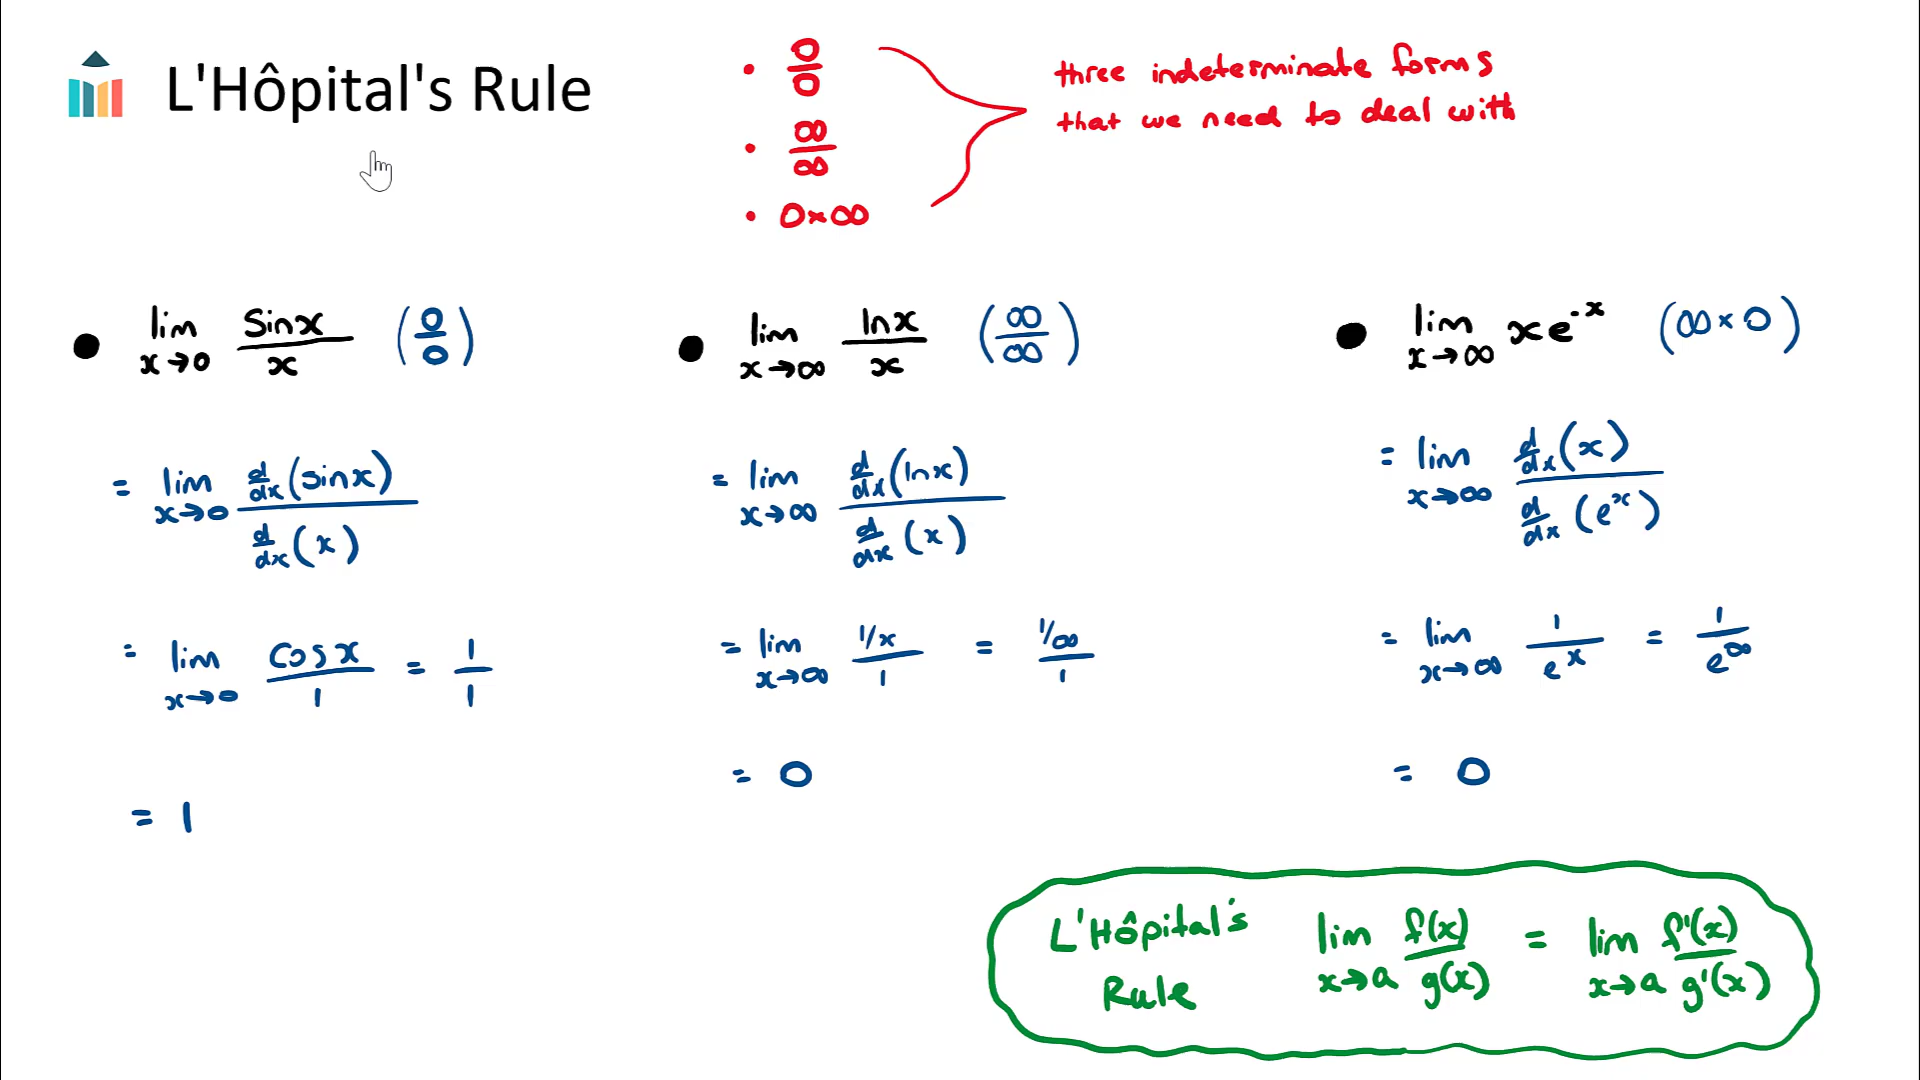 L'Hôpital's Rule
• 0/0
• ∞/∞
• 0×∞
three indeterminate forms
that we need to deal with
● lim x→0 sinx/x (0/0)
= lim x→0 d/dx(sinx) / d/dx(x)
= lim x→0 cosx/1 = 1/1
= 1
● lim x→∞ lnx/x (∞/∞)
= lim x→∞ d/dx(lnx) / d/dx(x)
= lim x→∞ (1/x)/1 = (1/∞)/1
= 0
● lim x→∞ xe^-x (∞×0)
= lim x→∞ d/dx(x) / d/dx(e^x)
= lim x→∞ 1/e^x = 1/e^∞
= 0
L'Hôpital's
Rule
lim x→a f(x)/g(x) = lim x→a f'(x)/g'(x)